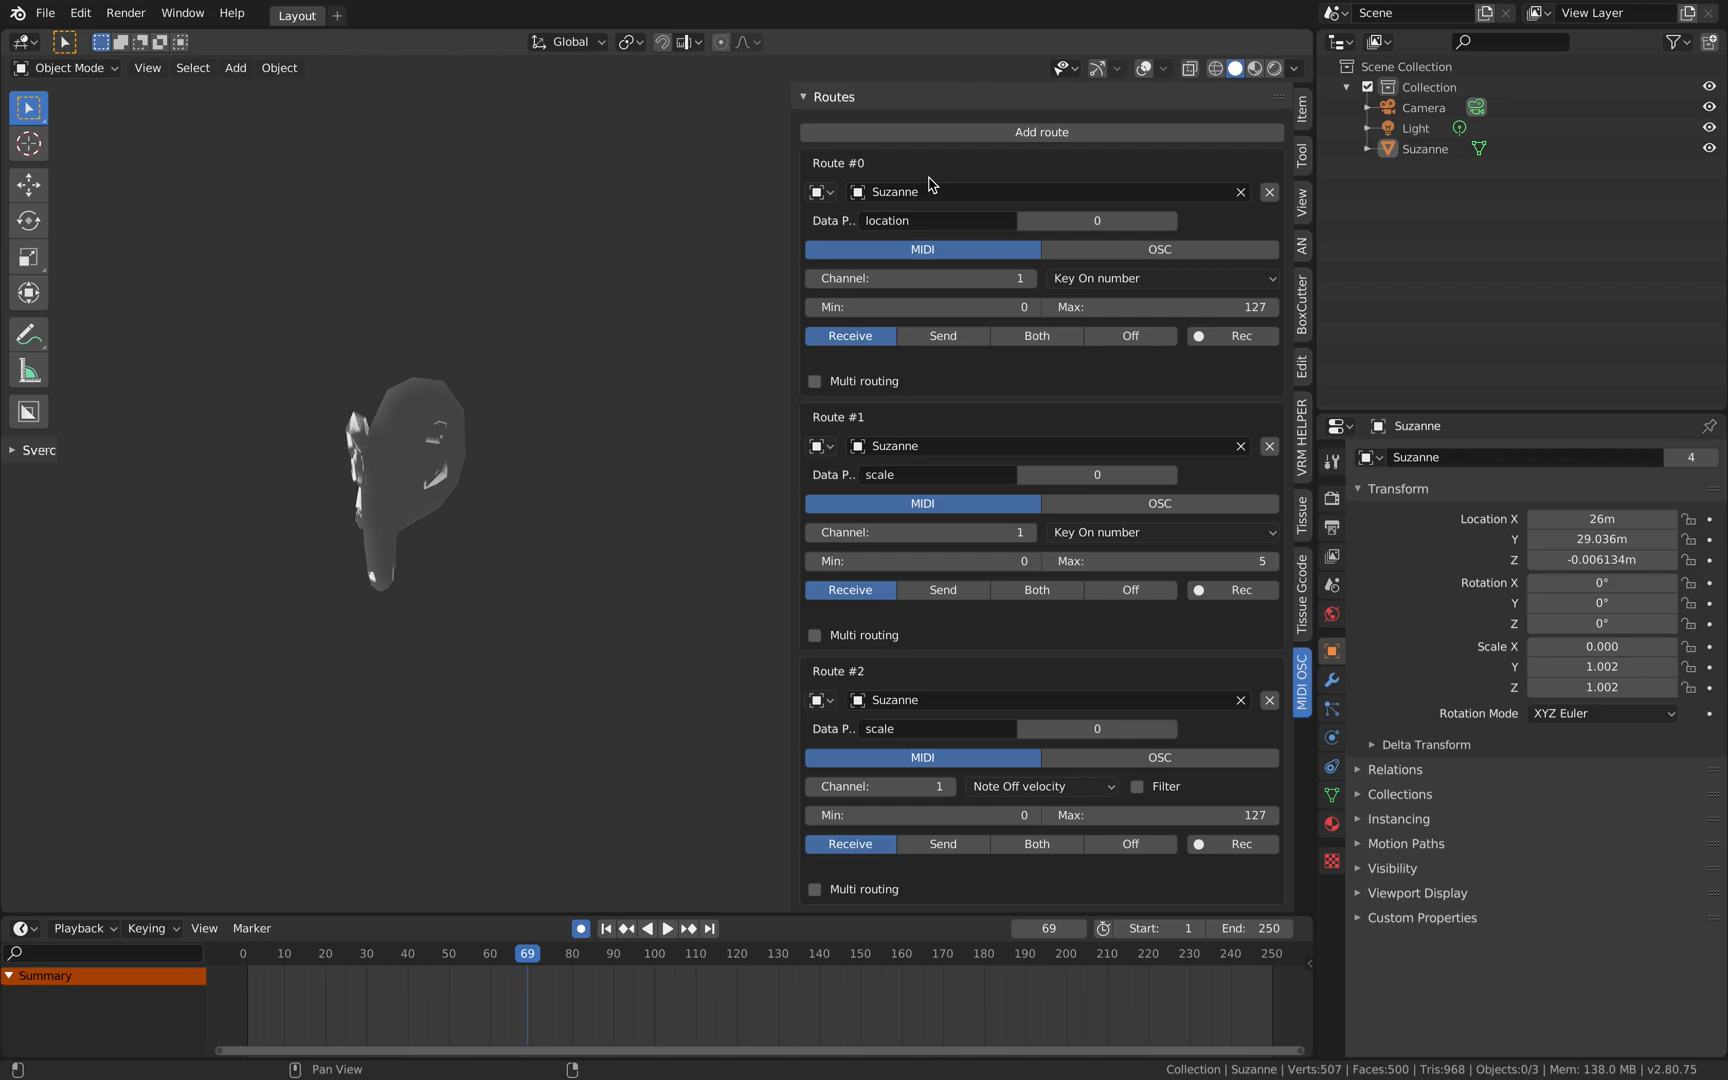 File Edit Render Window Help Layout + Scene View Layer
Global
Object Mode View Select Add Object
Scene Collection
Collection
Camera
Light
Suzanne
Sverc
Routes
Add route
Route #0
Suzanne
Data P.. location 0
MIDI OSC
Channel: 1 Key On number
Min: 0 Max: 127
Receive Send Both Off Rec
Multi routing
Route #1
Suzanne
Data P.. scale 0
MIDI OSC
Channel: 1 Key On number
Min: 0 Max: 5
Receive Send Both Off Rec
Multi routing
Route #2
Suzanne
Data P.. scale 0
MIDI OSC
Channel: 1 Note Off velocity Filter
Min: 0 Max: 127
Receive Send Both Off Rec
Multi routing
Item
Tool
View
AN
BoxCutter
Edit
VRM HELPER
Tissue
Tissue Gcode
MIDI OSC
Suzanne
Suzanne 4
Transform
Location X 26m
Y 29.036m
Z -0.006134m
Rotation X 0°
Y 0°
Z 0°
Scale X 0.000
Y 1.002
Z 1.002
Rotation Mode XYZ Euler
Delta Transform
Relations
Collections
Instancing
Motion Paths
Visibility
Viewport Display
Custom Properties
Playback Keying View Marker 69 Start: 1 End: 250
0 10 20 30 40 50 60 69 80 90 100 110 120 130 140 150 160 170 180 190 200 210 220 230 240 250
Summary
Pan View Collection | Suzanne | Verts:507 | Faces:500 | Tris:968 | Objects:0/3 | Mem: 138.0 MB | v2.80.75